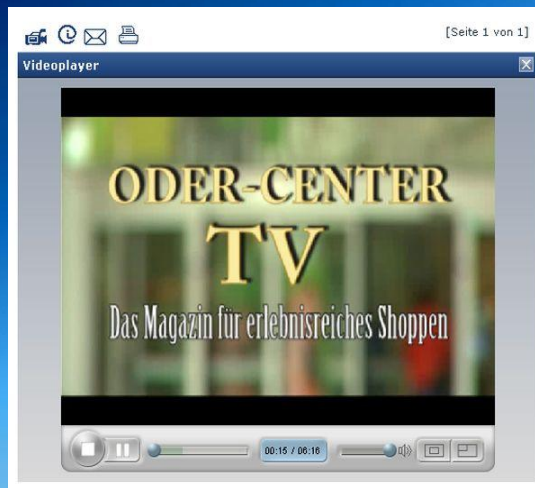 [Seite 1 von 1]
Videoplayer
ODER-CENTER
TV
Das Magazin für erlebnisreiches Shoppen
00:15 / 06:16